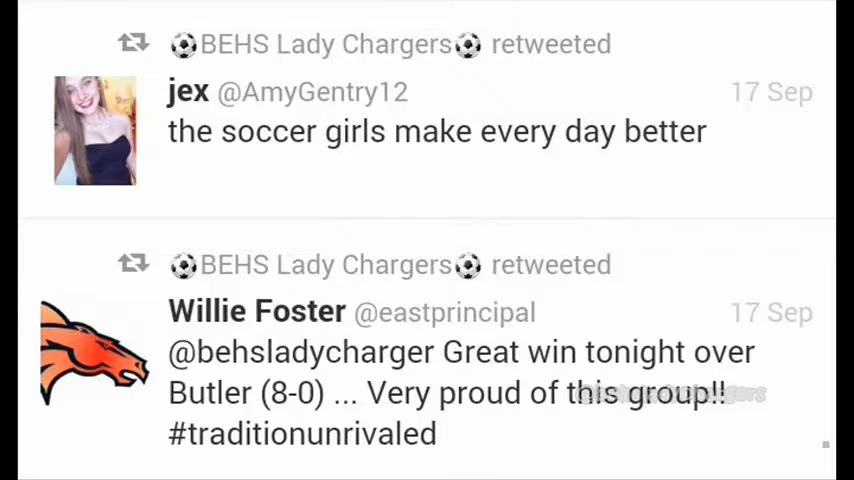 ⚽BEHS Lady Chargers⚽ retweeted
jex @AmyGentry12 17 Sep
the soccer girls make every day better
⚽BEHS Lady Chargers⚽ retweeted
Willie Foster @eastprincipal 17 Sep
@behsladycharger Great win tonight over
Butler (8-0) ... Very proud of this group!!
#traditionunrivaled